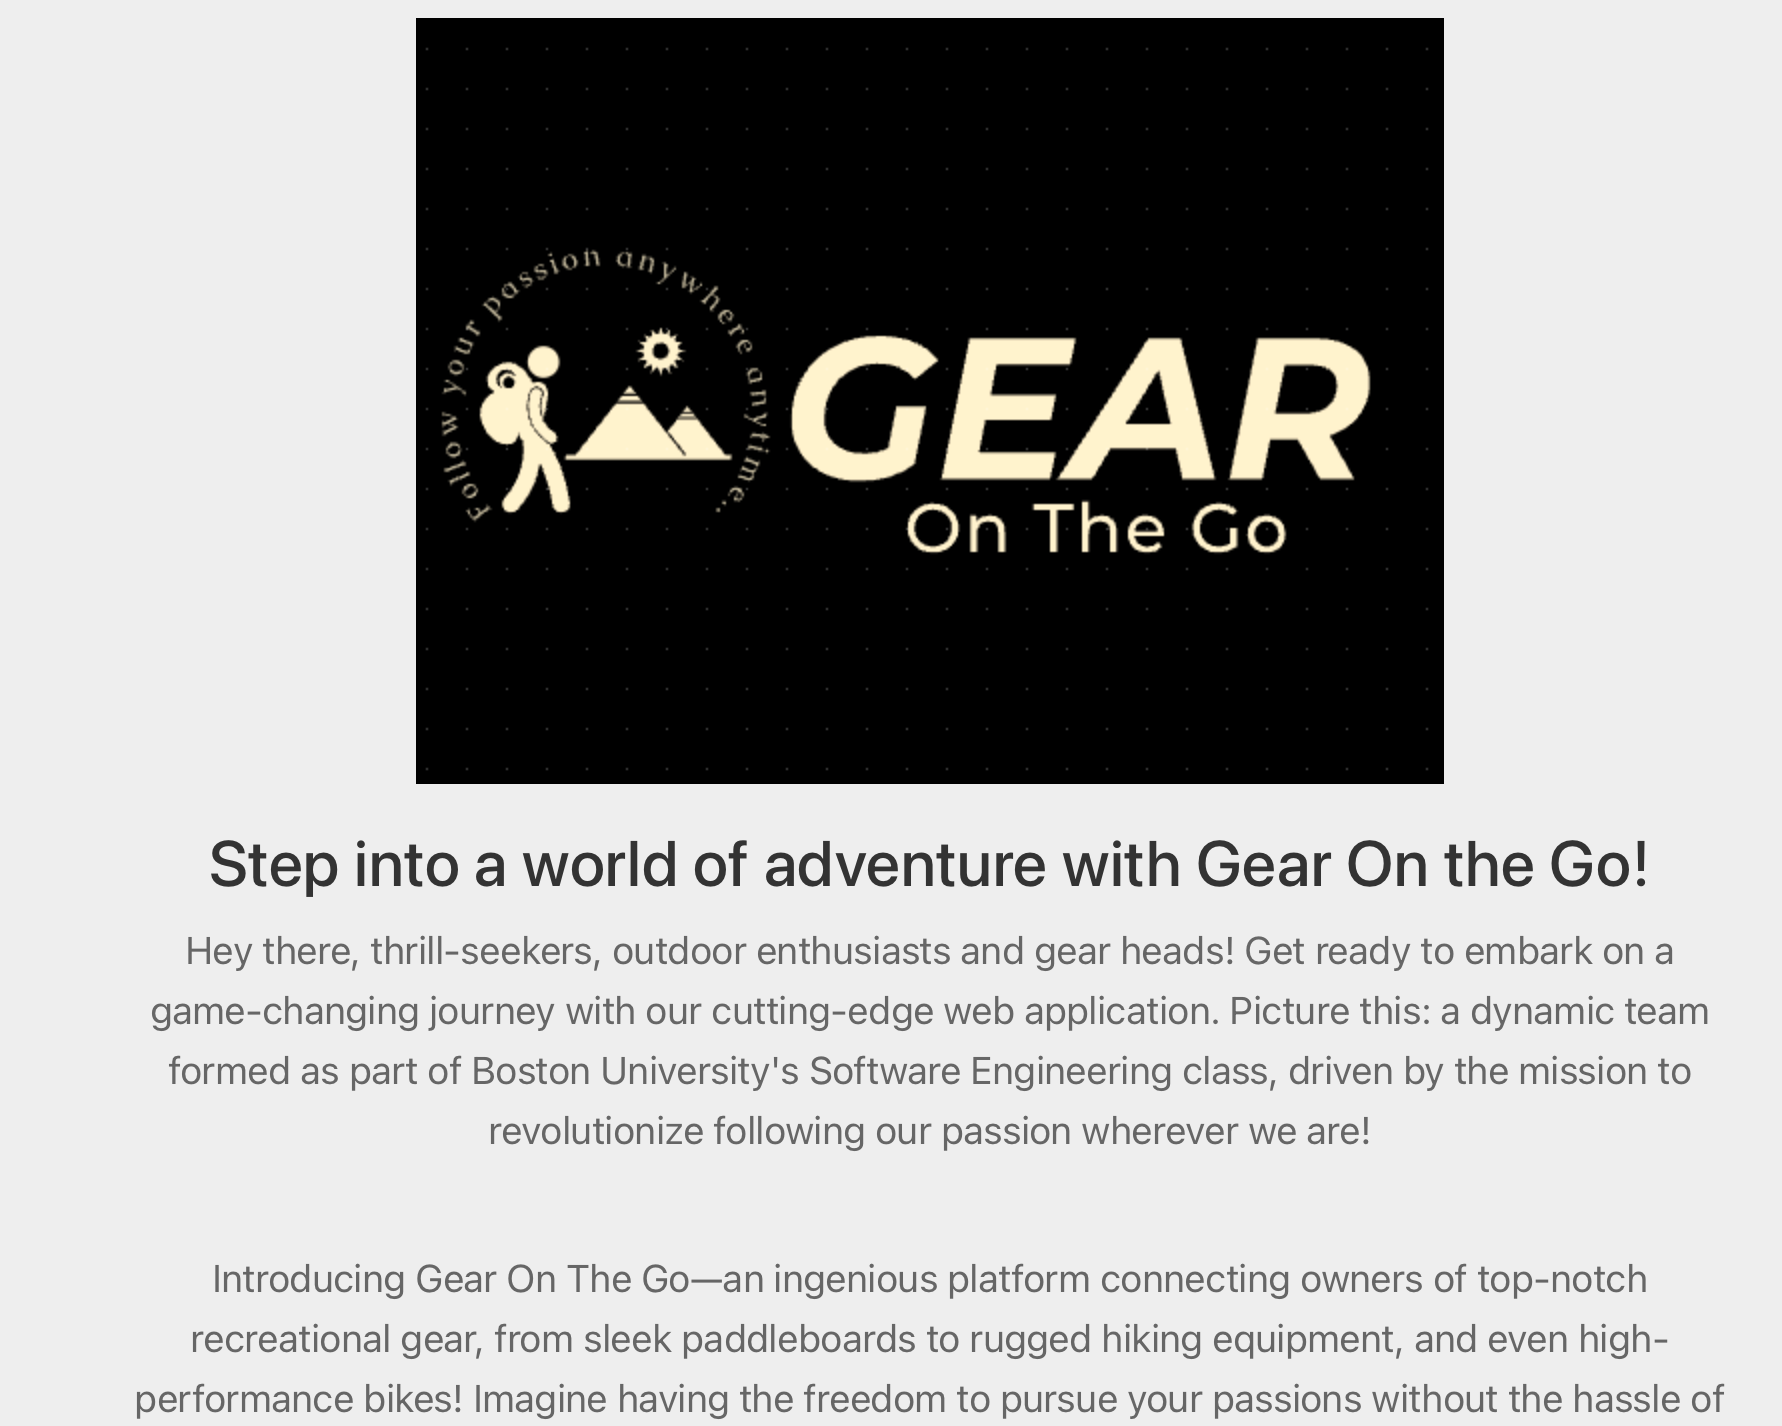 Follow your passion anywhere anytime..
GEAR
On The Go
Step into a world of adventure with Gear On the Go!
Hey there, thrill-seekers, outdoor enthusiasts and gear heads! Get ready to embark on a
game-changing journey with our cutting-edge web application. Picture this: a dynamic team
formed as part of Boston University's Software Engineering class, driven by the mission to
revolutionize following our passion wherever we are!
Introducing Gear On The Go—an ingenious platform connecting owners of top-notch
recreational gear, from sleek paddleboards to rugged hiking equipment, and even high-
performance bikes! Imagine having the freedom to pursue your passions without the hassle of